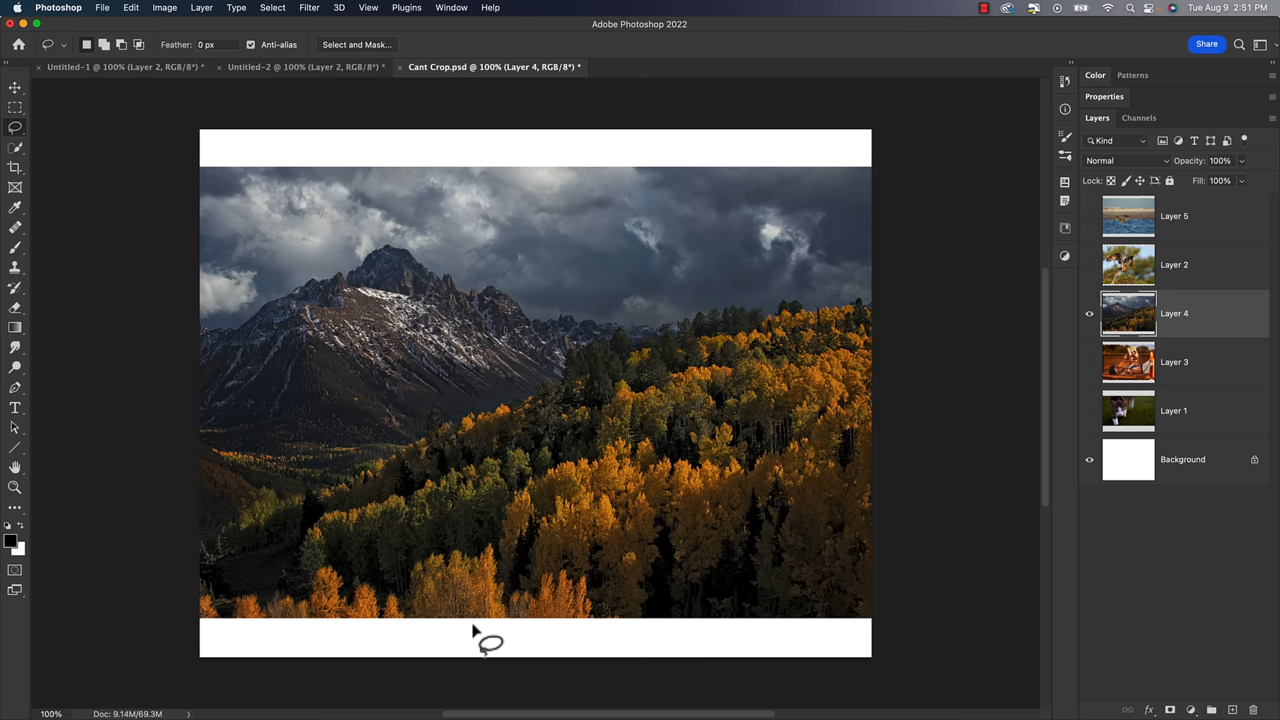 Photoshop File Edit Image Layer Type Select Filter 3D View Plugins Window Help Tue Aug 9 2:51 PM
Adobe Photoshop 2022
Feather: 0 px Anti-alias Select and Mask... Share
Untitled-1 @ 100% (Layer 2, RGB/8*) * Untitled-2 @ 100% (Layer 2, RGB/8*) * Cant Crop.psd @ 100% (Layer 4, RGB/8*) *
Color Patterns
Properties
Layers Channels
Kind
Normal Opacity: 100%
Lock: Fill: 100%
Layer 5
Layer 2
Layer 4
Layer 3
Layer 1
Background
100% Doc: 9.14M/69.3M